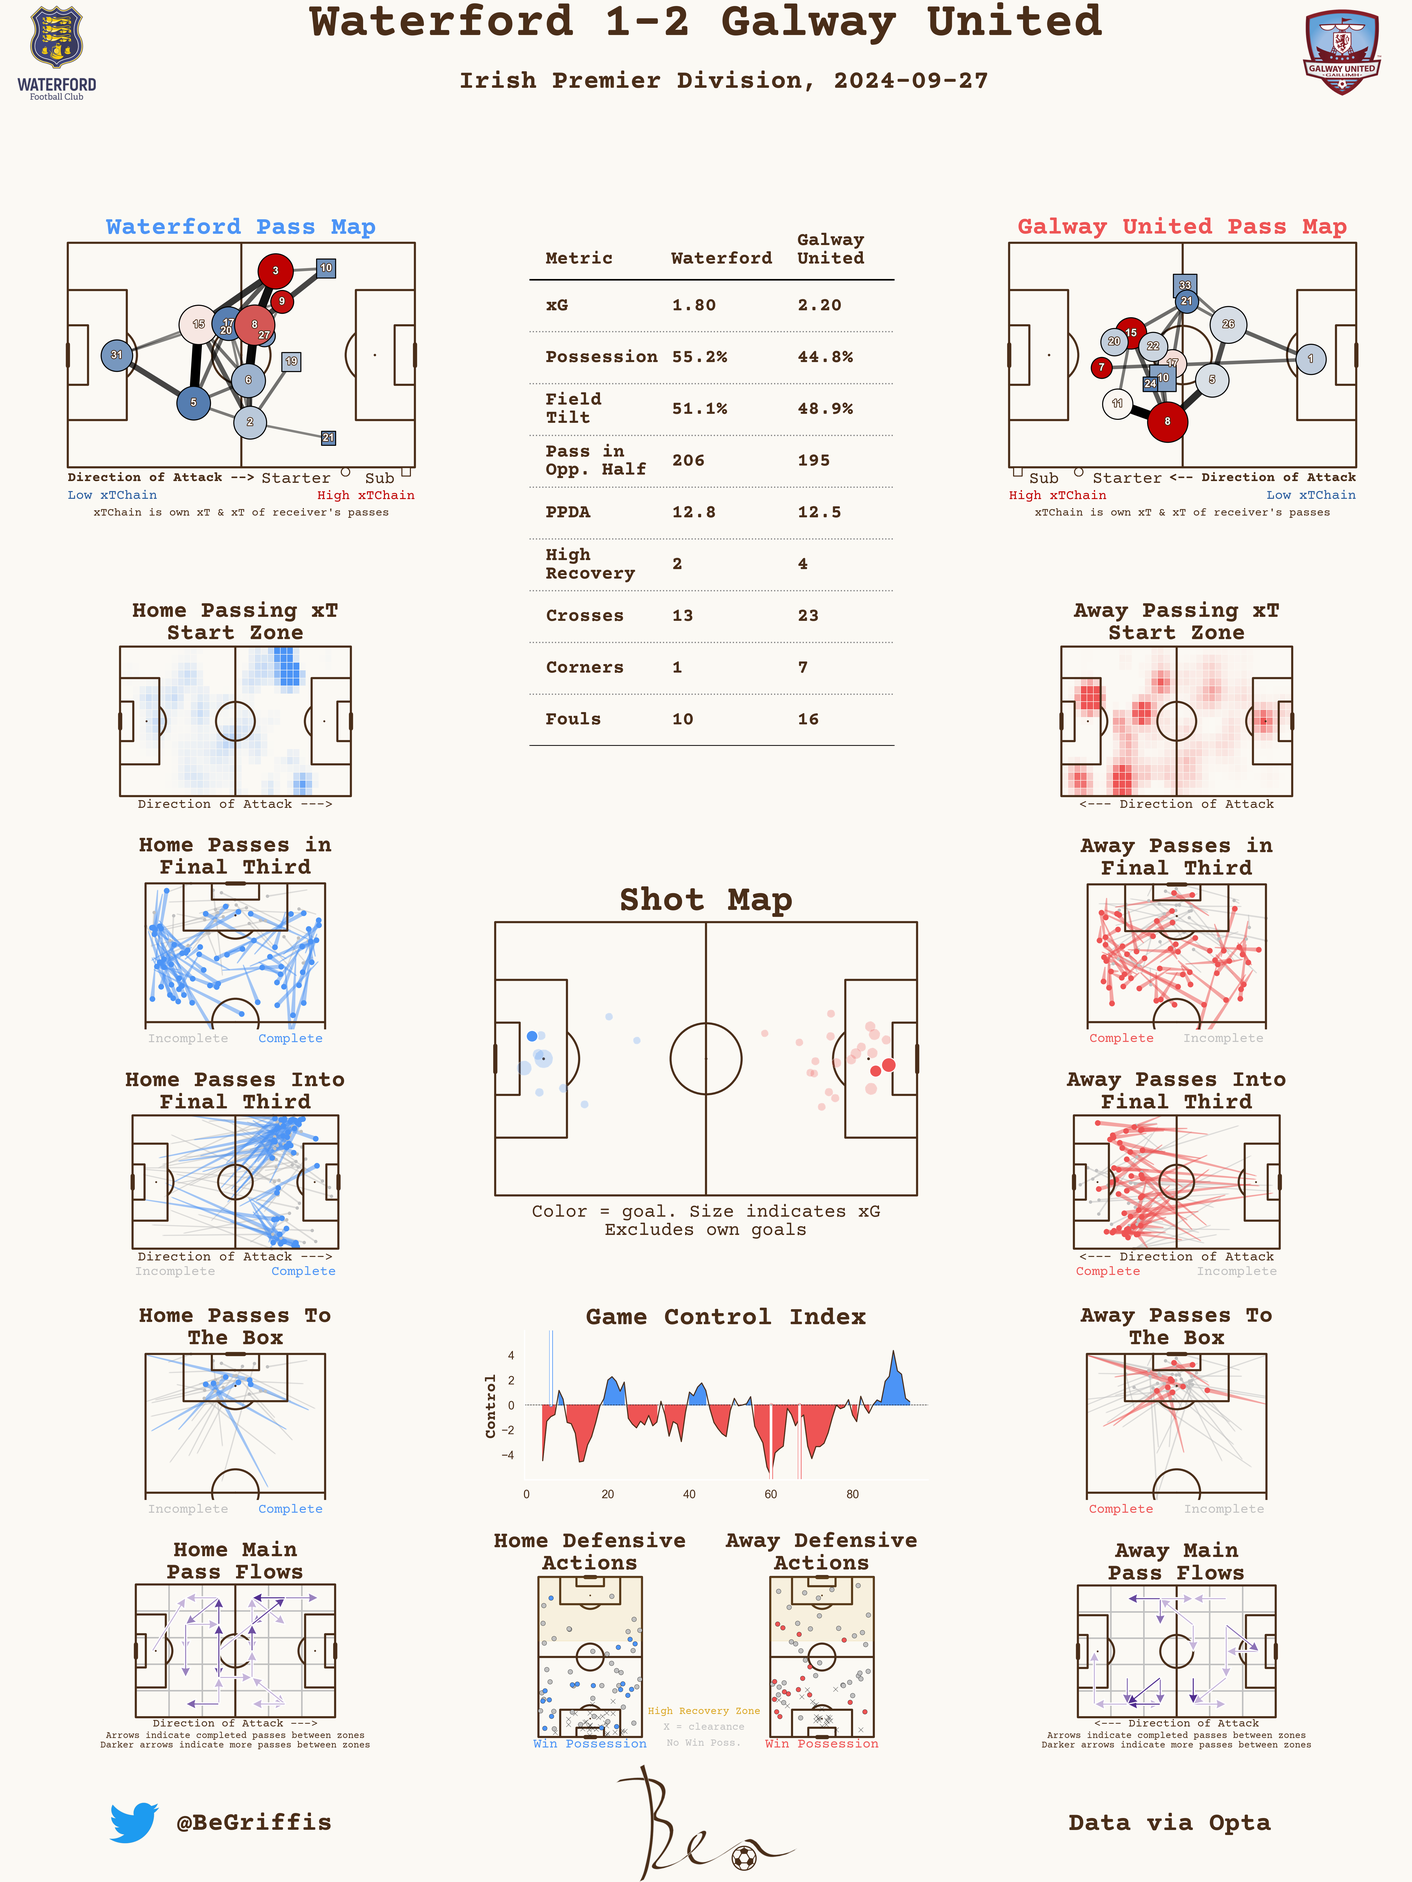 Waterford 1-2 Galway United
Irish Premier Division, 2024-09-27
WATERFORD
Football Club
GALWAY UNITED
GAILLIMH
Waterford Pass Map
3
10
9
15
17
20
8
27
31
19
6
5
2
21
Direction of Attack --> Starter Sub
Low xTChain High xTChain
xTChain is own xT & xT of receiver's passes
Metric Waterford Galway United
xG 1.80 2.20
Possession 55.2% 44.8%
Field Tilt 51.1% 48.9%
Pass in Opp. Half 206 195
PPDA 12.8 12.5
High Recovery 2 4
Crosses 13 23
Corners 1 7
Fouls 10 16
Galway United Pass Map
33
21
26
15
20
22
17
1
7
10
24
5
11
8
Sub Starter <-- Direction of Attack
High xTChain Low xTChain
xTChain is own xT & xT of receiver's passes
Home Passing xT
Start Zone
Direction of Attack --->
Away Passing xT
Start Zone
<--- Direction of Attack
Home Passes in
Final Third
Incomplete Complete
Away Passes in
Final Third
Complete Incomplete
Shot Map
Color = goal. Size indicates xG
Excludes own goals
Home Passes Into
Final Third
Direction of Attack --->
Incomplete Complete
Away Passes Into
Final Third
<--- Direction of Attack
Complete Incomplete
Home Passes To
The Box
Incomplete Complete
Game Control Index
Control
4
2
0
−2
−4
0 20 40 60 80
Away Passes To
The Box
Complete Incomplete
Home Main
Pass Flows
Direction of Attack --->
Arrows indicate completed passes between zones
Darker arrows indicate more passes between zones
Home Defensive
Actions
Win Possession
Away Defensive
Actions
Win Possession
High Recovery Zone
X = clearance
No Win Poss.
Away Main
Pass Flows
<--- Direction of Attack
Arrows indicate completed passes between zones
Darker arrows indicate more passes between zones
@BeGriffis
Ben
Data via Opta